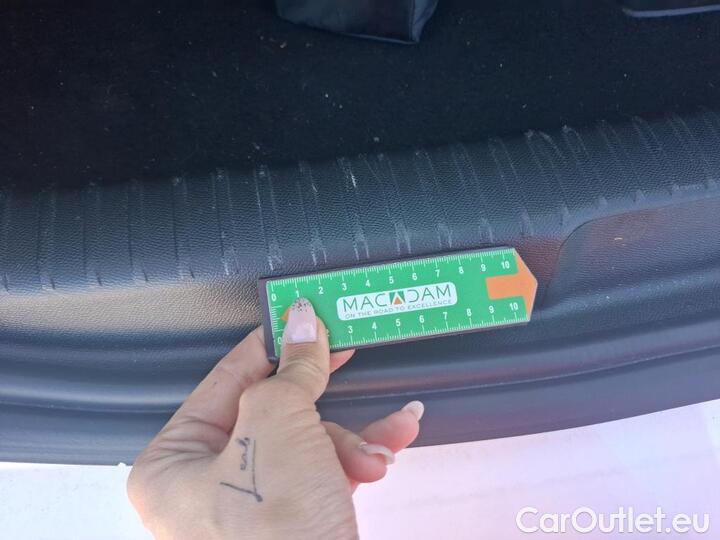 0 1 2 3 4 5 6 7 8 9 10
MACADAM
ON THE ROAD TO EXCELLENCE
0 2 3 4 5 6 7 8 9 10
CarOutlet.eu